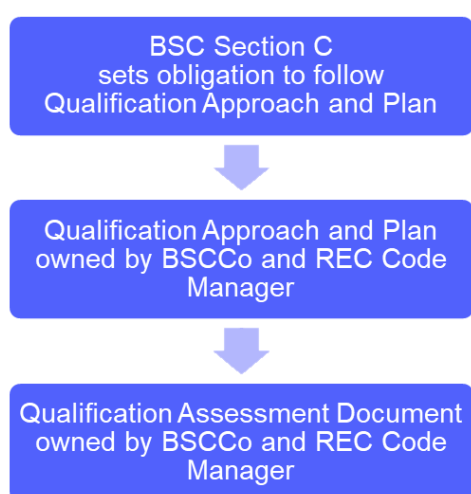 BSC Section C
sets obligation to follow
Qualification Approach and Plan
Qualification Approach and Plan
owned by BSCCo and REC Code
Manager
Qualification Assessment Document
owned by BSCCo and REC Code
Manager